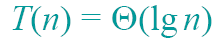 T(n) = Θ(lg n)